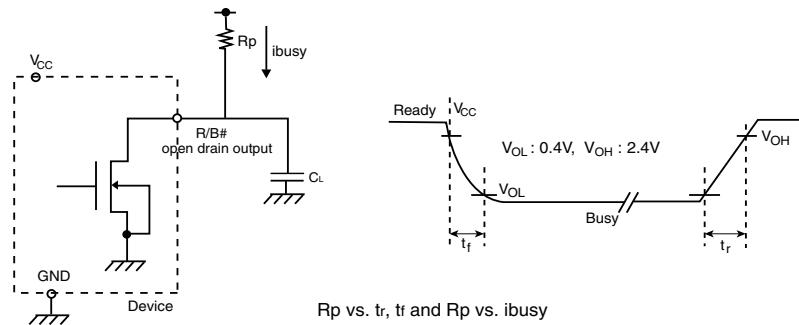 Rp
ibusy
VCC
R/B#
open drain output
CL
GND
Device
Ready
VCC
VOL : 0.4V, VOH : 2.4V
VOH
VOL
Busy
tf
tr
Rp vs. tr, tf and Rp vs. ibusy